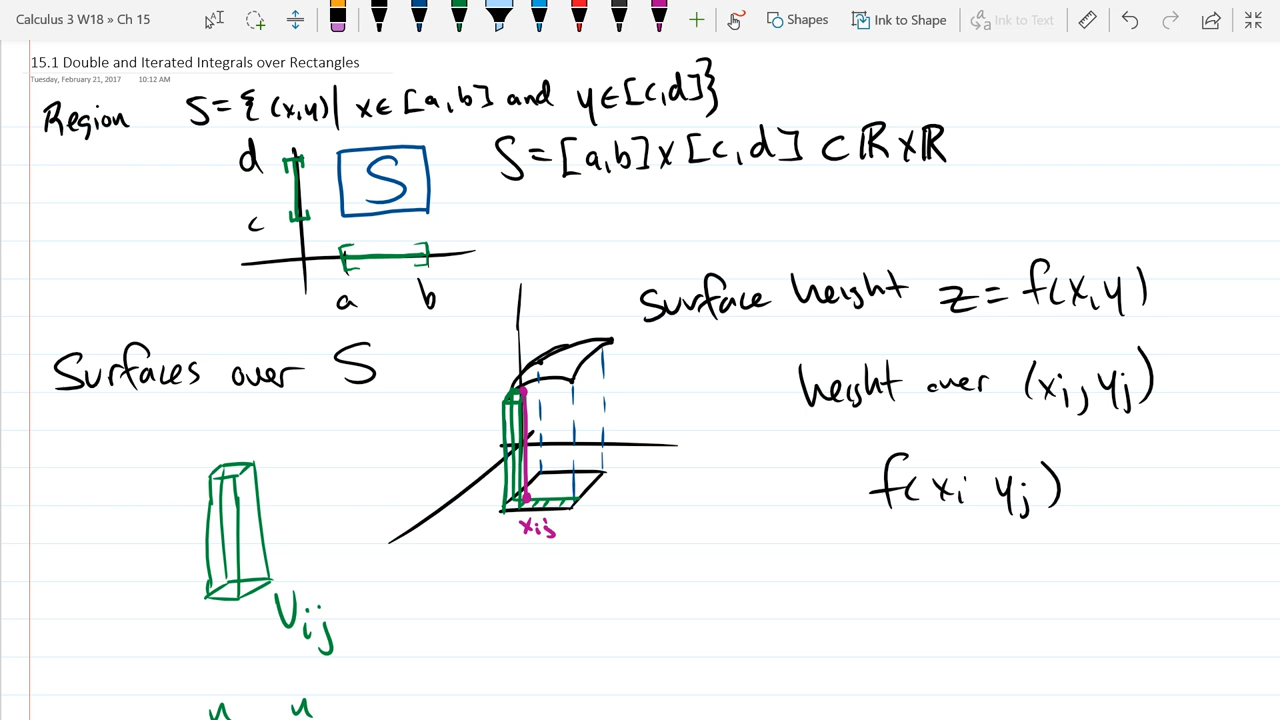 Calculus 3 W18 » Ch 15
Shapes
Ink to Shape
Ink to Text
15.1 Double and Iterated Integrals over Rectangles
Tuesday, February 21, 2017 10:12 AM
Region S={(x,y)| x∈[a,b] and y∈[c,d]}
S=[a,b]×[c,d] ⊂ℝ×ℝ
d
S
c
a b
Surface height z=f(x,y)
Surfaces over S
height over (xi, yj)
f(xi yj)
xij
Vij